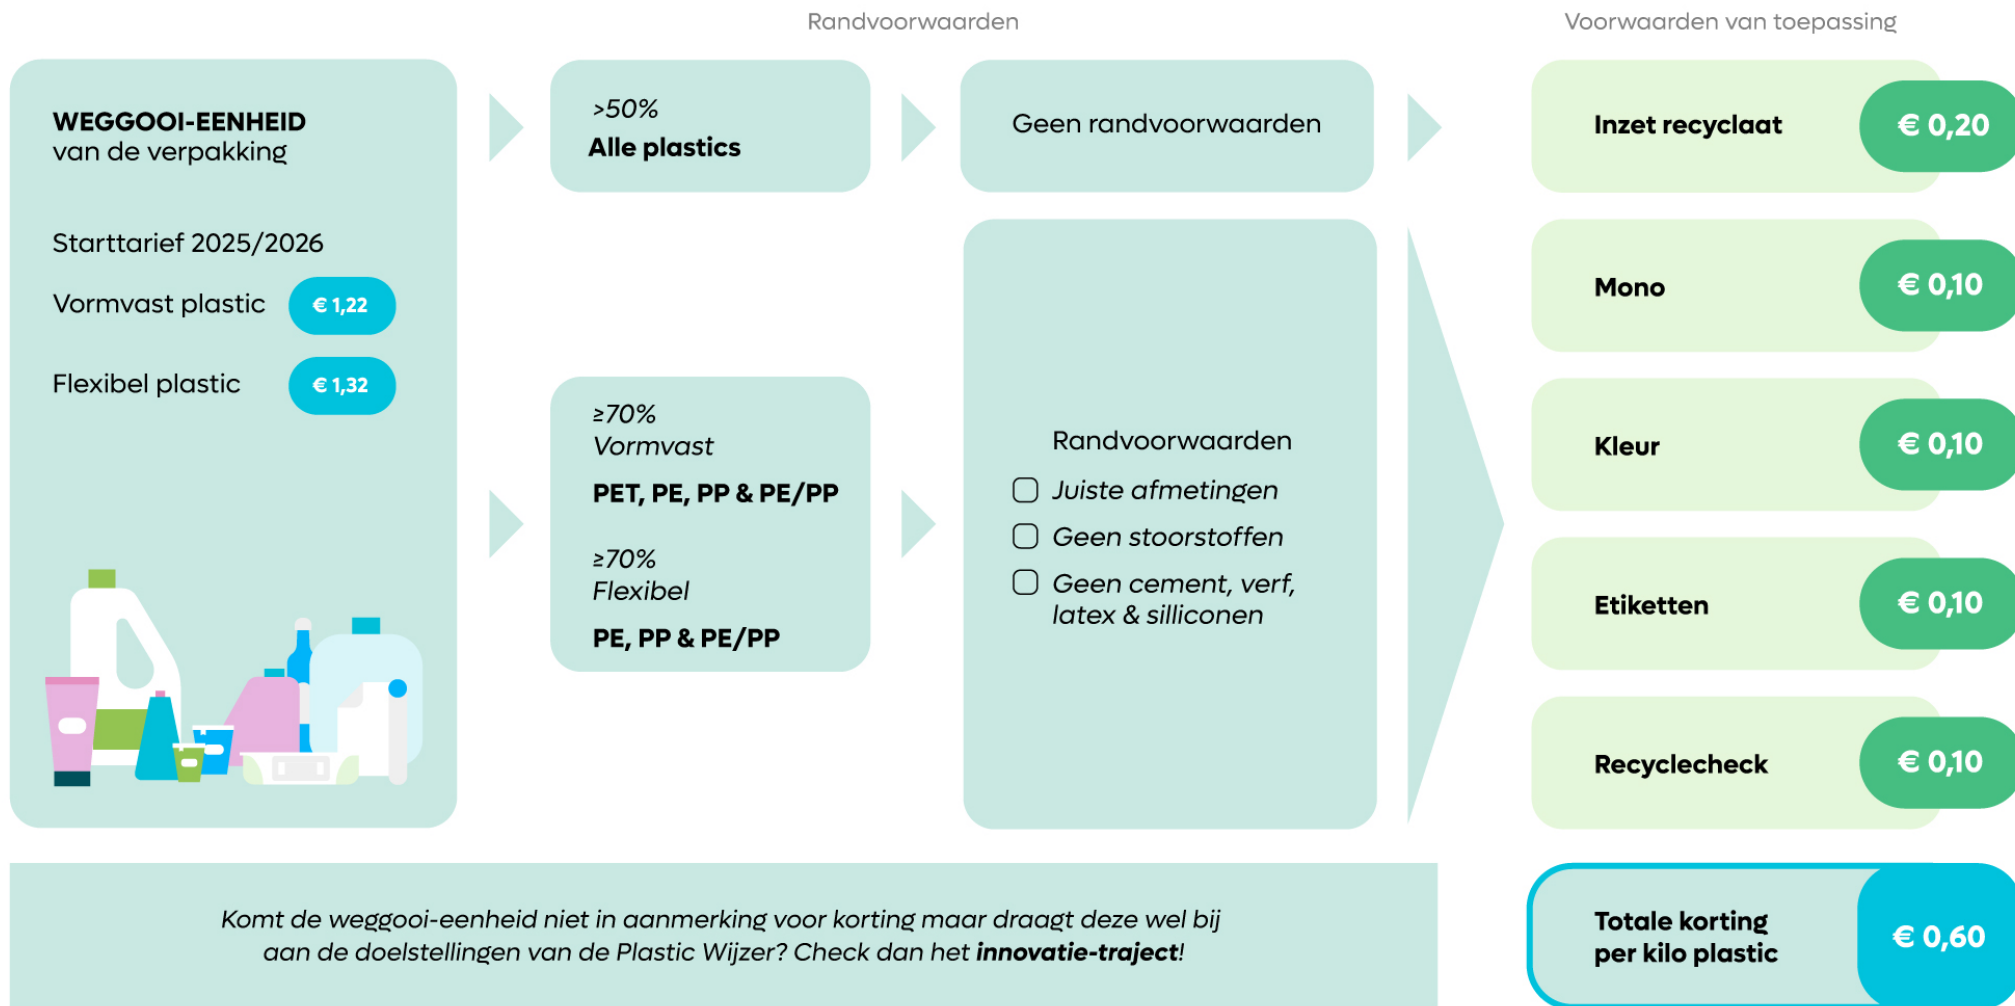 Randvoorwaarden
Voorwaarden van toepassing
WEGGOOI-EENHEID
van de verpakking
Starttarief 2025/2026
Vormvast plastic € 1,22
Flexibel plastic € 1,32
>50%
Alle plastics
Geen randvoorwaarden
≥70%
Vormvast
PET, PE, PP & PE/PP
≥70%
Flexibel
PE, PP & PE/PP
Randvoorwaarden
Juiste afmetingen
Geen stoorstoffen
Geen cement, verf,
latex & silliconen
Inzet recyclaat € 0,20
Mono € 0,10
Kleur € 0,10
Etiketten € 0,10
Recyclecheck € 0,10
Komt de weggooi-eenheid niet in aanmerking voor korting maar draagt deze wel bij
aan de doelstellingen van de Plastic Wijzer? Check dan het innovatie-traject!
Totale korting
per kilo plastic € 0,60